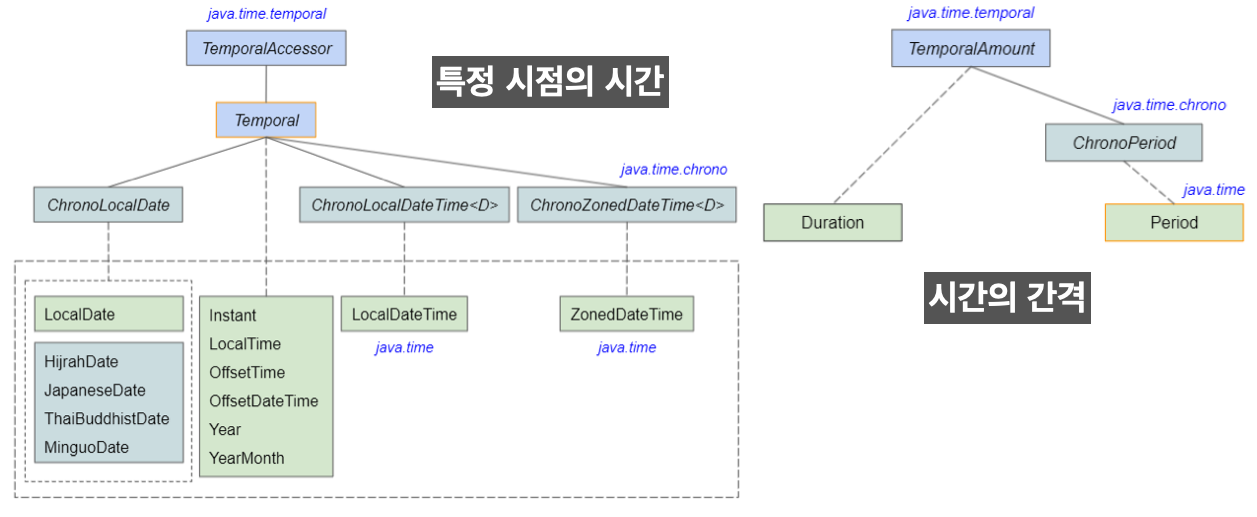 java.time.temporal
TemporalAccessor
특정 시점의 시간
Temporal
java.time.chrono
ChronoLocalDate
ChronoLocalDateTime<D>
ChronoZonedDateTime<D>
LocalDate
HijrahDate
JapaneseDate
ThaiBuddhistDate
MinguoDate
Instant
LocalTime
OffsetTime
OffsetDateTime
Year
YearMonth
LocalDateTime
java.time
ZonedDateTime
java.time
java.time.temporal
TemporalAmount
java.time.chrono
ChronoPeriod
java.time
Duration
Period
시간의 간격